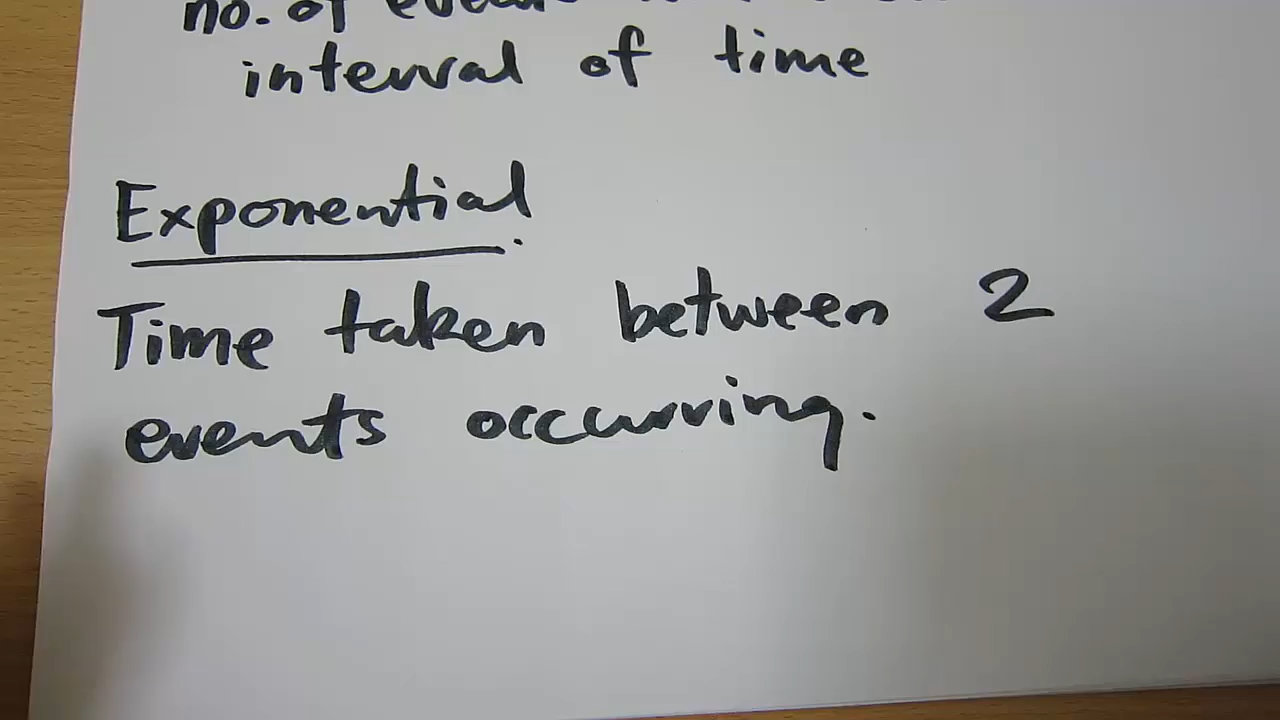 no. of
interval of time
Exponential
Time taken between 2
events occurring.